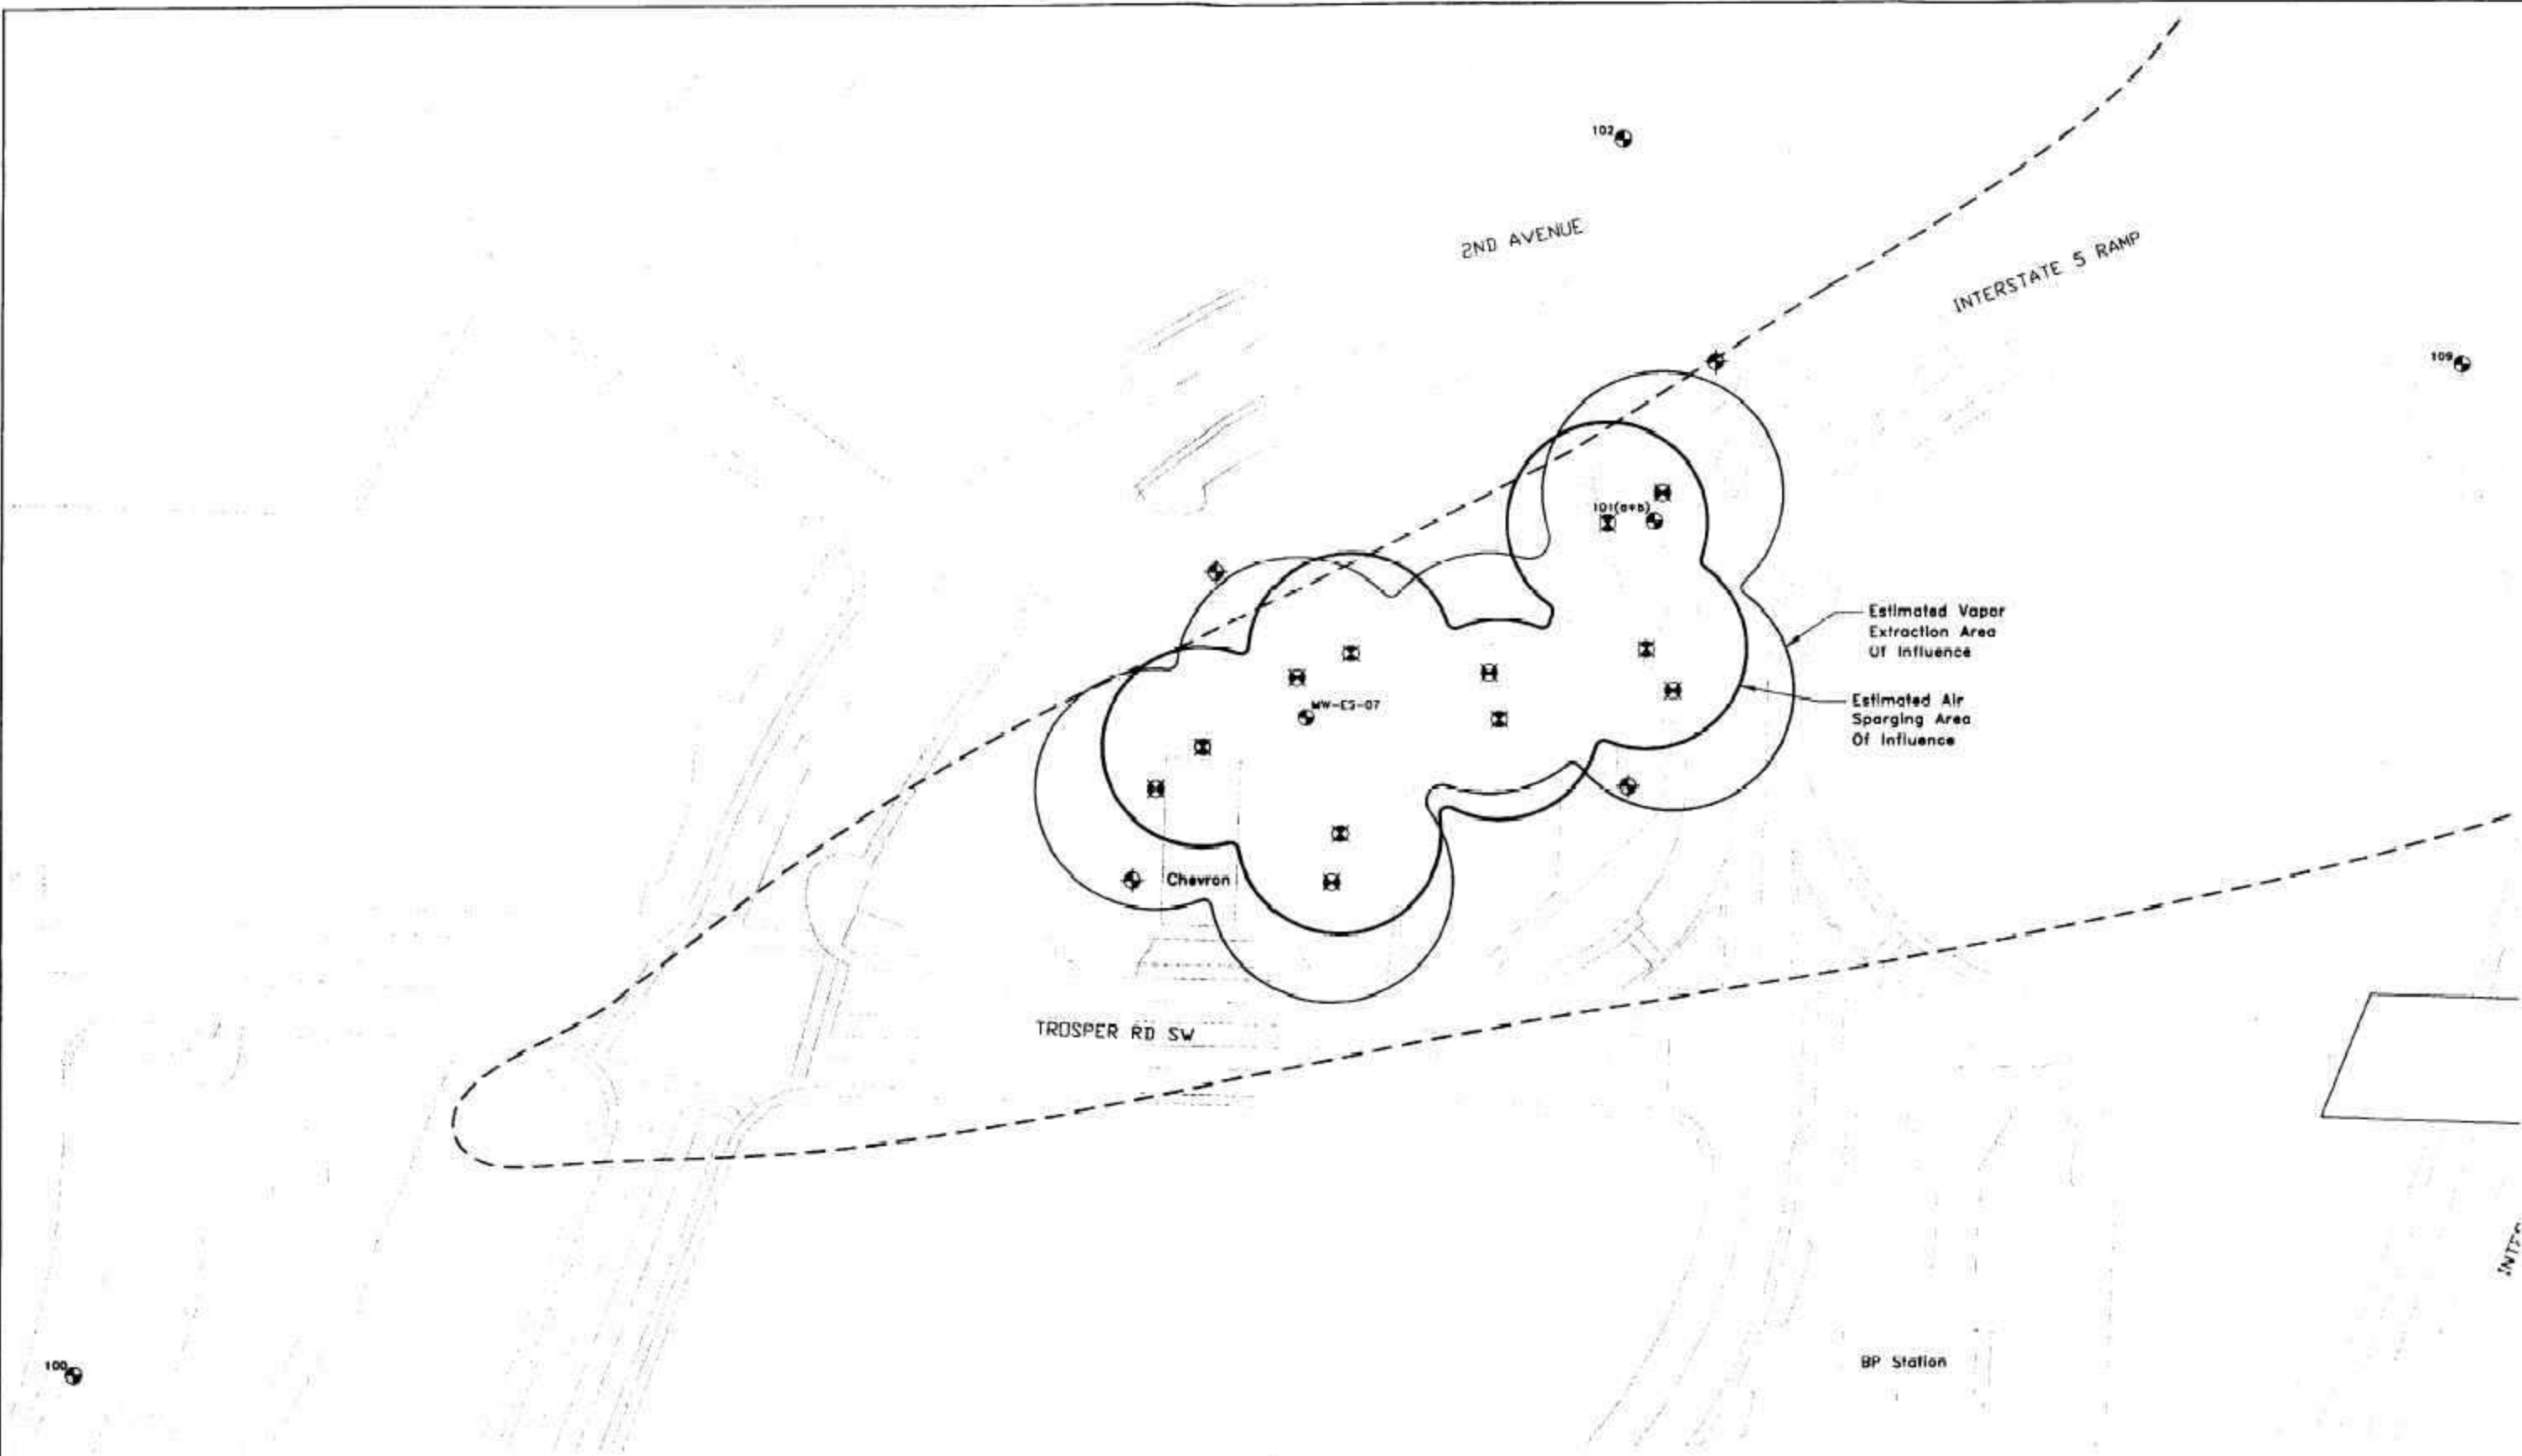 102
2ND AVENUE
INTERSTATE 5 RAMP
109
101(a+b)
Estimated Vapor
Extraction Area
Of Influence
MW-ES-07
Estimated Air
Sparging Area
Of Influence
Chevron
TROSPER RD SW
BP Station
100